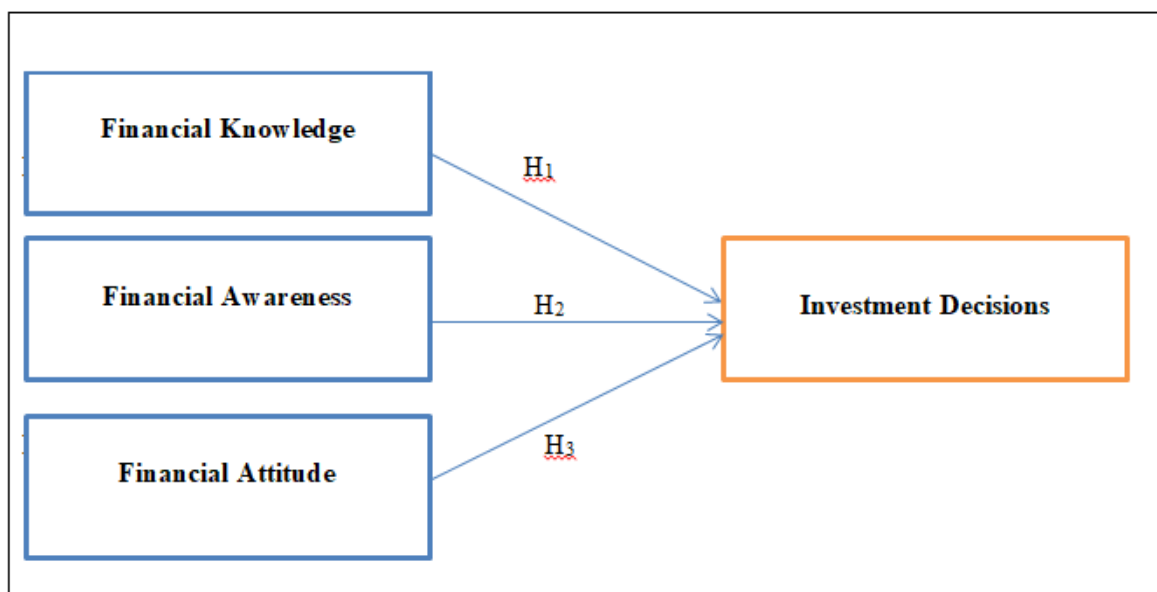 Financial Knowledge
H1
Financial Awareness
H2
Investment Decisions
H3
Financial Attitude